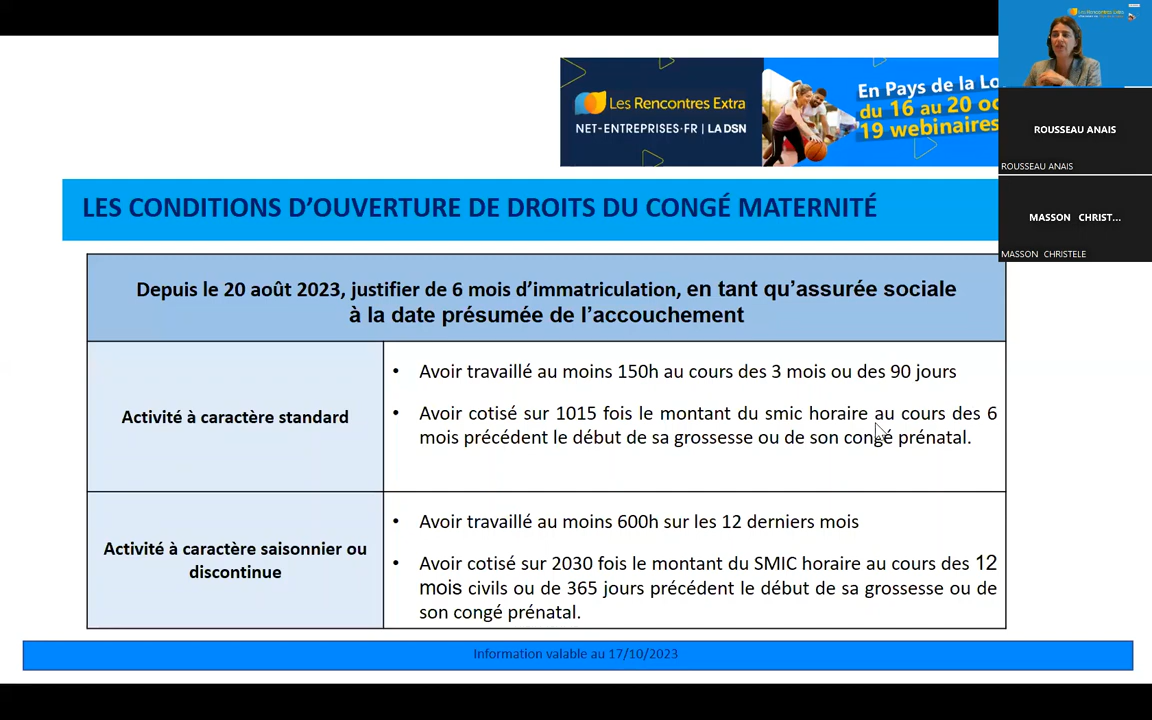 Les Rencontres Extra
NET-ENTREPRISES·FR | LA DSN
En Pays de la Lo
du 16 au 20 oc
19 webinaires
Les Rencontres Extra
ROUSSEAU ANAIS
ROUSSEAU ANAIS
MASSON CHRIST...
MASSON CHRISTELE
LES CONDITIONS D’OUVERTURE DE DROITS DU CONGÉ MATERNITÉ
Depuis le 20 août 2023, justifier de 6 mois d’immatriculation, en tant qu’assurée sociale
à la date présumée de l’accouchement
Activité à caractère standard
• Avoir travaillé au moins 150h au cours des 3 mois ou des 90 jours
• Avoir cotisé sur 1015 fois le montant du smic horaire au cours des 6
mois précédent le début de sa grossesse ou de son congé prénatal.
Activité à caractère saisonnier ou
discontinue
• Avoir travaillé au moins 600h sur les 12 derniers mois
• Avoir cotisé sur 2030 fois le montant du SMIC horaire au cours des 12
mois civils ou de 365 jours précédent le début de sa grossesse ou de
son congé prénatal.
Information valable au 17/10/2023